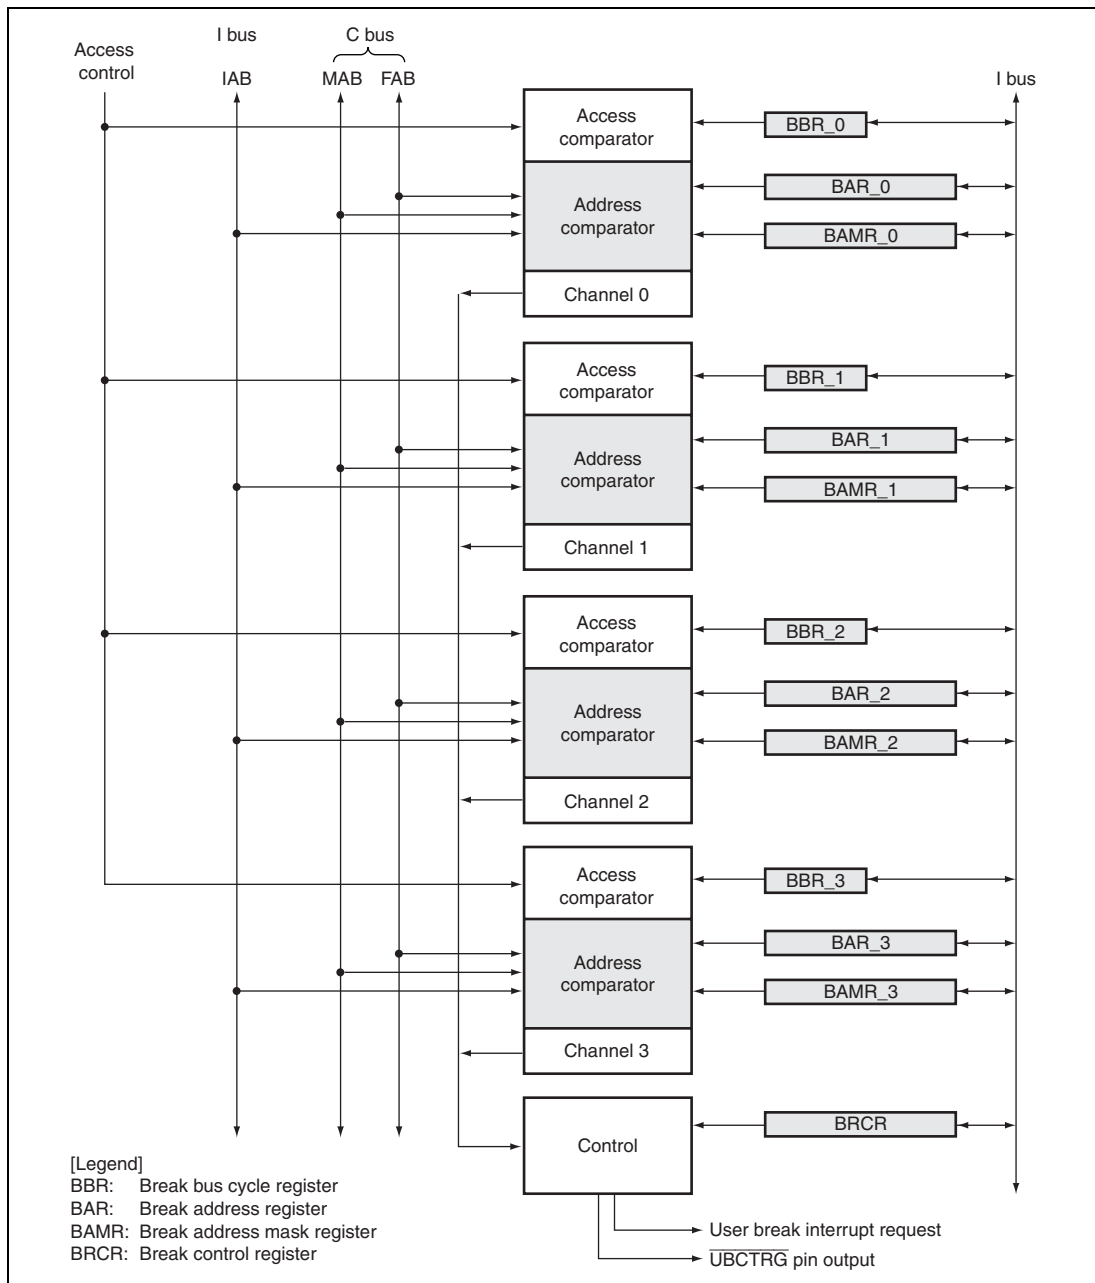 Access
control
I bus
IAB
C bus
MAB FAB
I bus
Access
comparator
Address
comparator
Channel 0
BBR_0
BAR_0
BAMR_0
Access
comparator
Address
comparator
Channel 1
BBR_1
BAR_1
BAMR_1
Access
comparator
Address
comparator
Channel 2
BBR_2
BAR_2
BAMR_2
Access
comparator
Address
comparator
Channel 3
BBR_3
BAR_3
BAMR_3
Control
BRCR
User break interrupt request
UBCTRG pin output
[Legend]
BBR: Break bus cycle register
BAR: Break address register
BAMR: Break address mask register
BRCR: Break control register